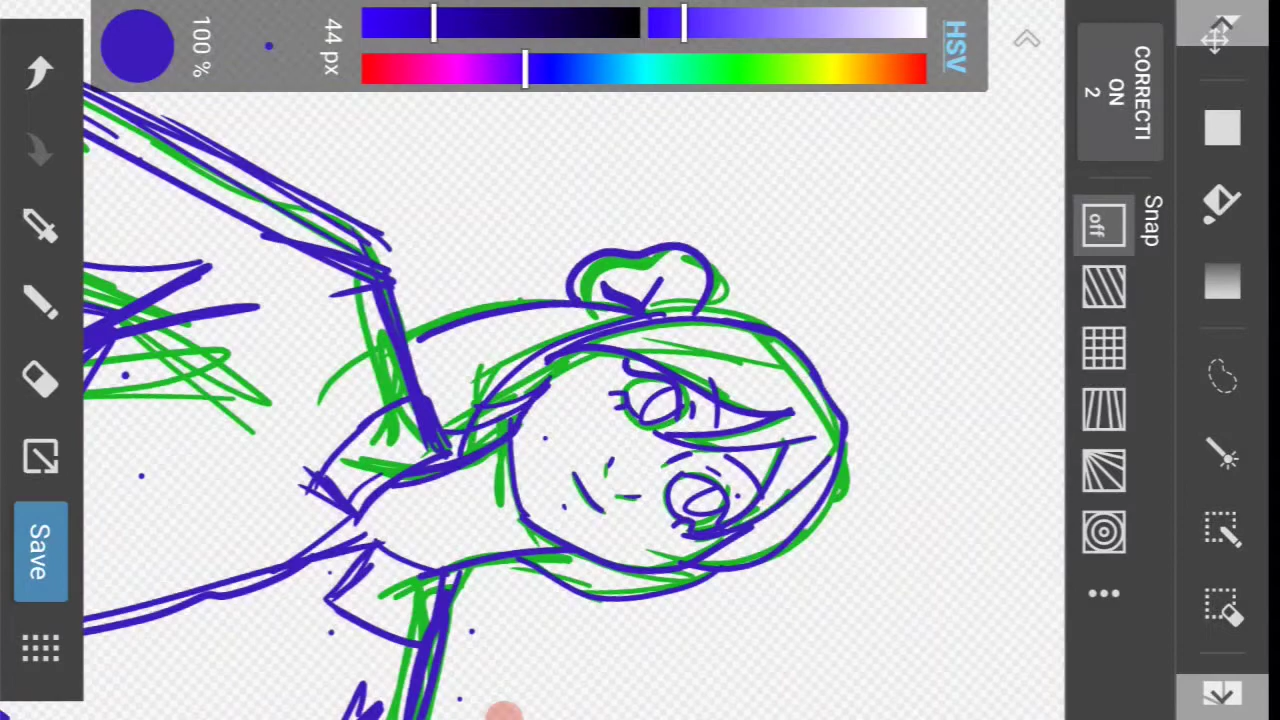 HSV
44 px
100 %
CORRECTI
ON
2
Snap
off
Save